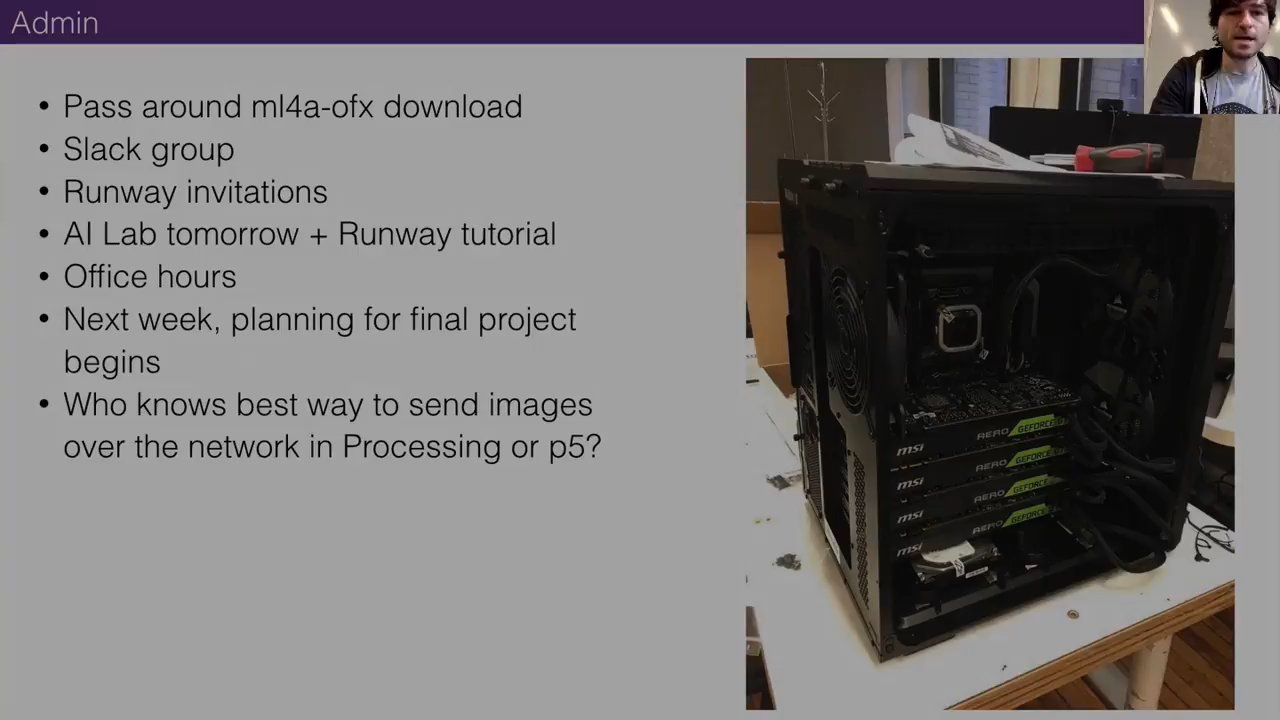 Admin
• Pass around ml4a-ofx download
• Slack group
• Runway invitations
• AI Lab tomorrow + Runway tutorial
• Office hours
• Next week, planning for final project
begins
• Who knows best way to send images
over the network in Processing or p5?
AERO GEFORCE
msi
AERO GEFORCE
msi
AERO GEFORCE
msi
AERO GEFORCE
msi